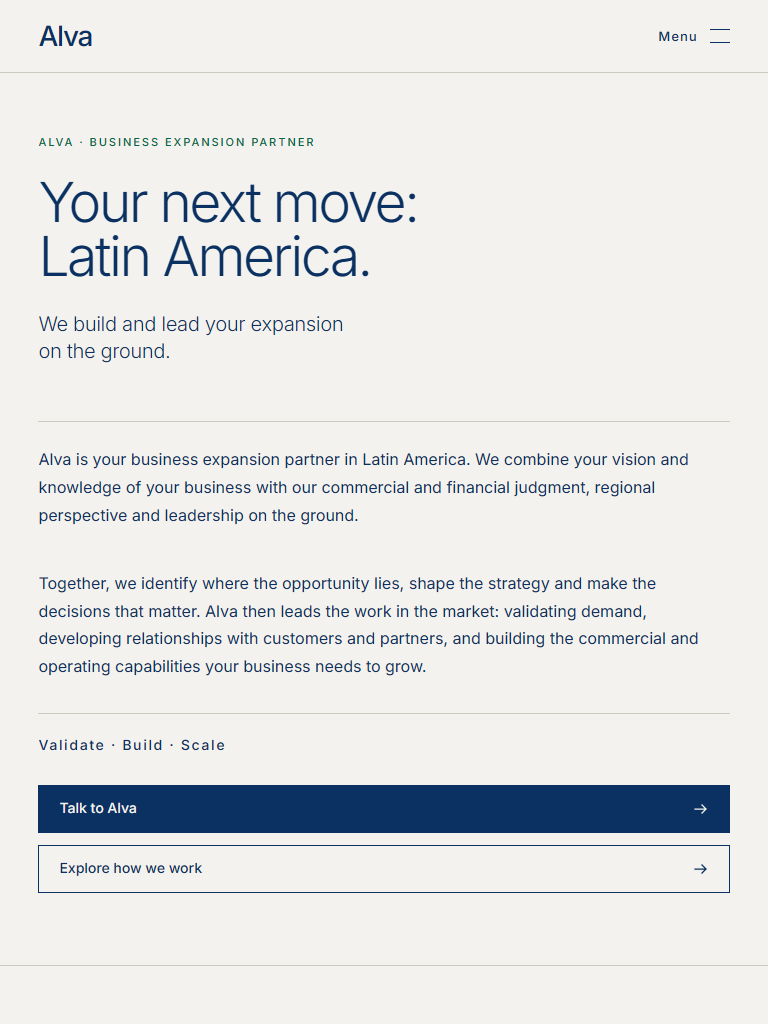 Alva
Menu
ALVA · BUSINESS EXPANSION PARTNER
Your next move:
Latin America.
We build and lead your expansion
on the ground.
Alva is your business expansion partner in Latin America. We combine your vision and
knowledge of your business with our commercial and financial judgment, regional
perspective and leadership on the ground.
Together, we identify where the opportunity lies, shape the strategy and make the
decisions that matter. Alva then leads the work in the market: validating demand,
developing relationships with customers and partners, and building the commercial and
operating capabilities your business needs to grow.
Validate · Build · Scale
Talk to Alva →
Explore how we work →